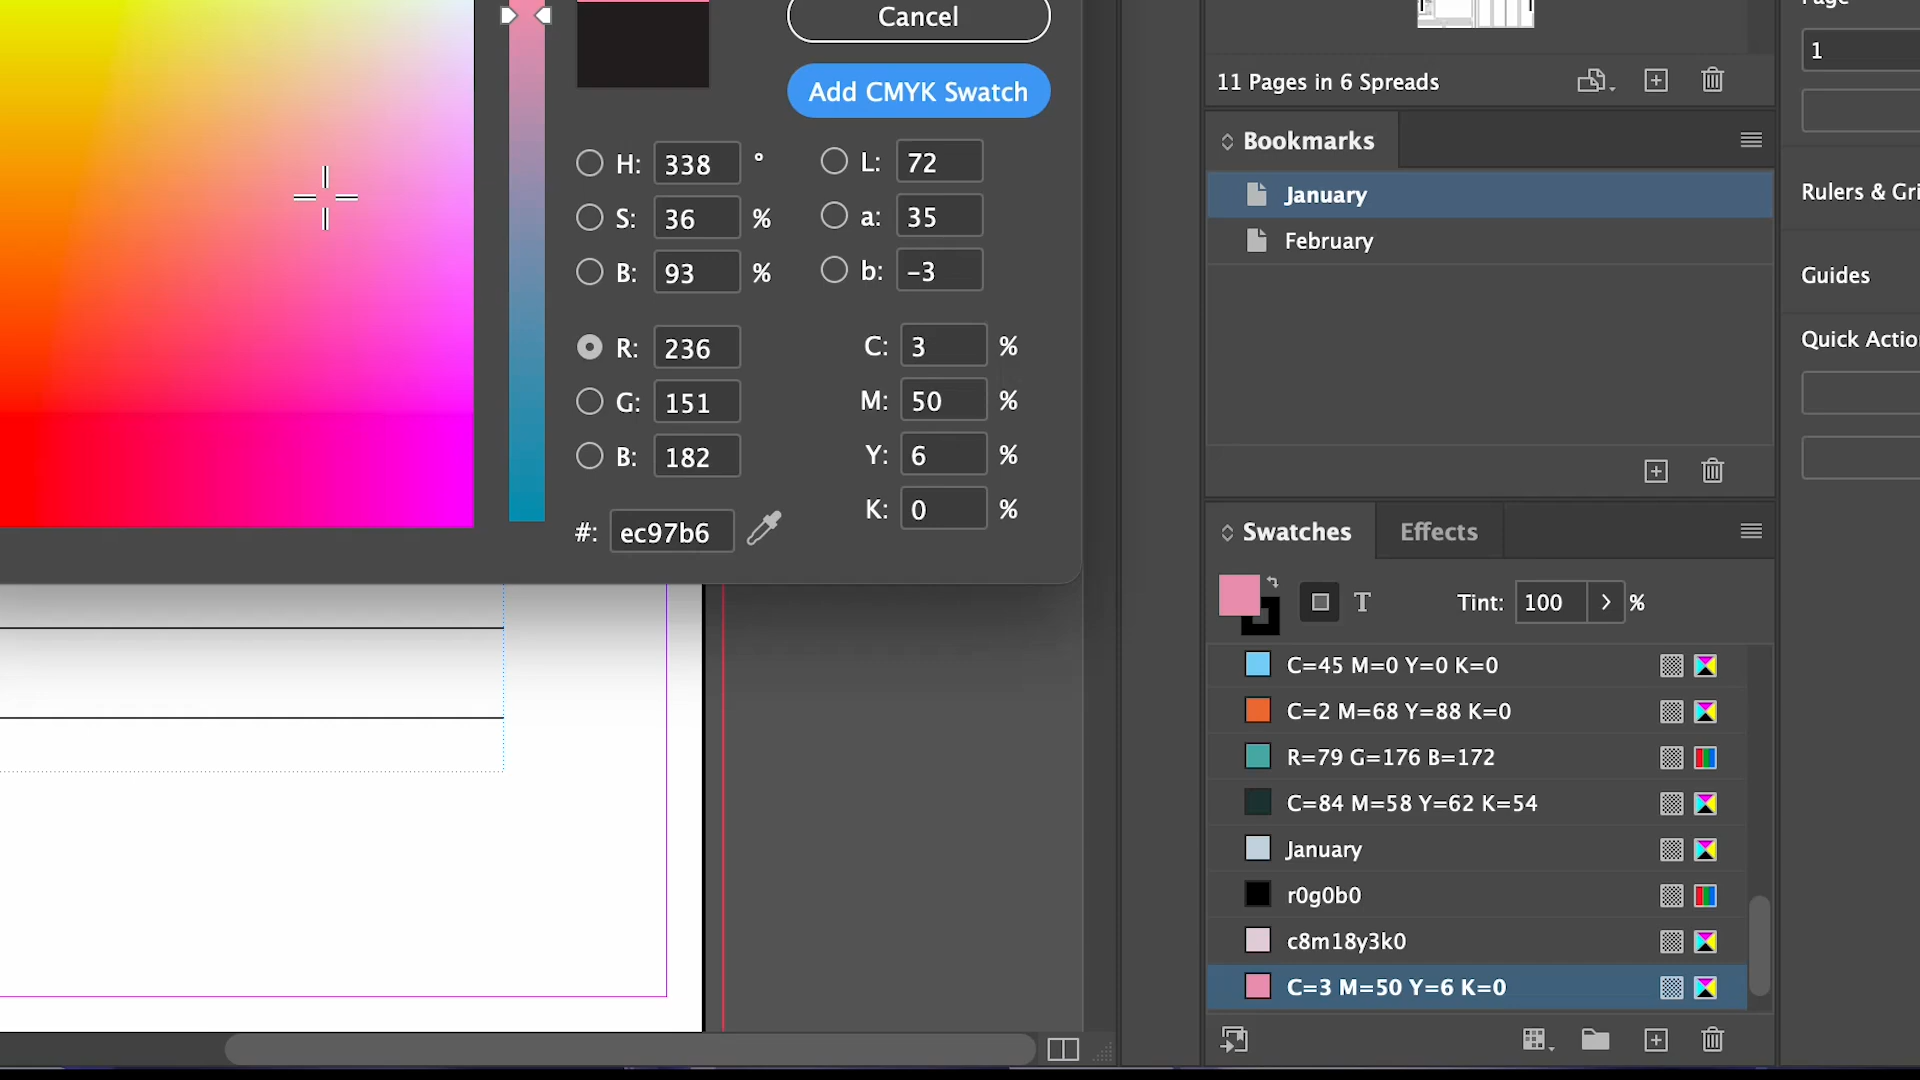 Cancel
Add CMYK Swatch
H: 338 °
S: 36 %
B: 93 %
R: 236
G: 151
B: 182
#: ec97b6
L: 72
a: 35
b: -3
C: 3 %
M: 50 %
Y: 6 %
K: 0 %
11 Pages in 6 Spreads
Bookmarks
January
February
Swatches Effects
T Tint: 100 %
C=45 M=0 Y=0 K=0
C=2 M=68 Y=88 K=0
R=79 G=176 B=172
C=84 M=58 Y=62 K=54
January
r0g0b0
c8m18y3k0
C=3 M=50 Y=6 K=0
Page
1
Rulers & Gri
Guides
Quick Actio